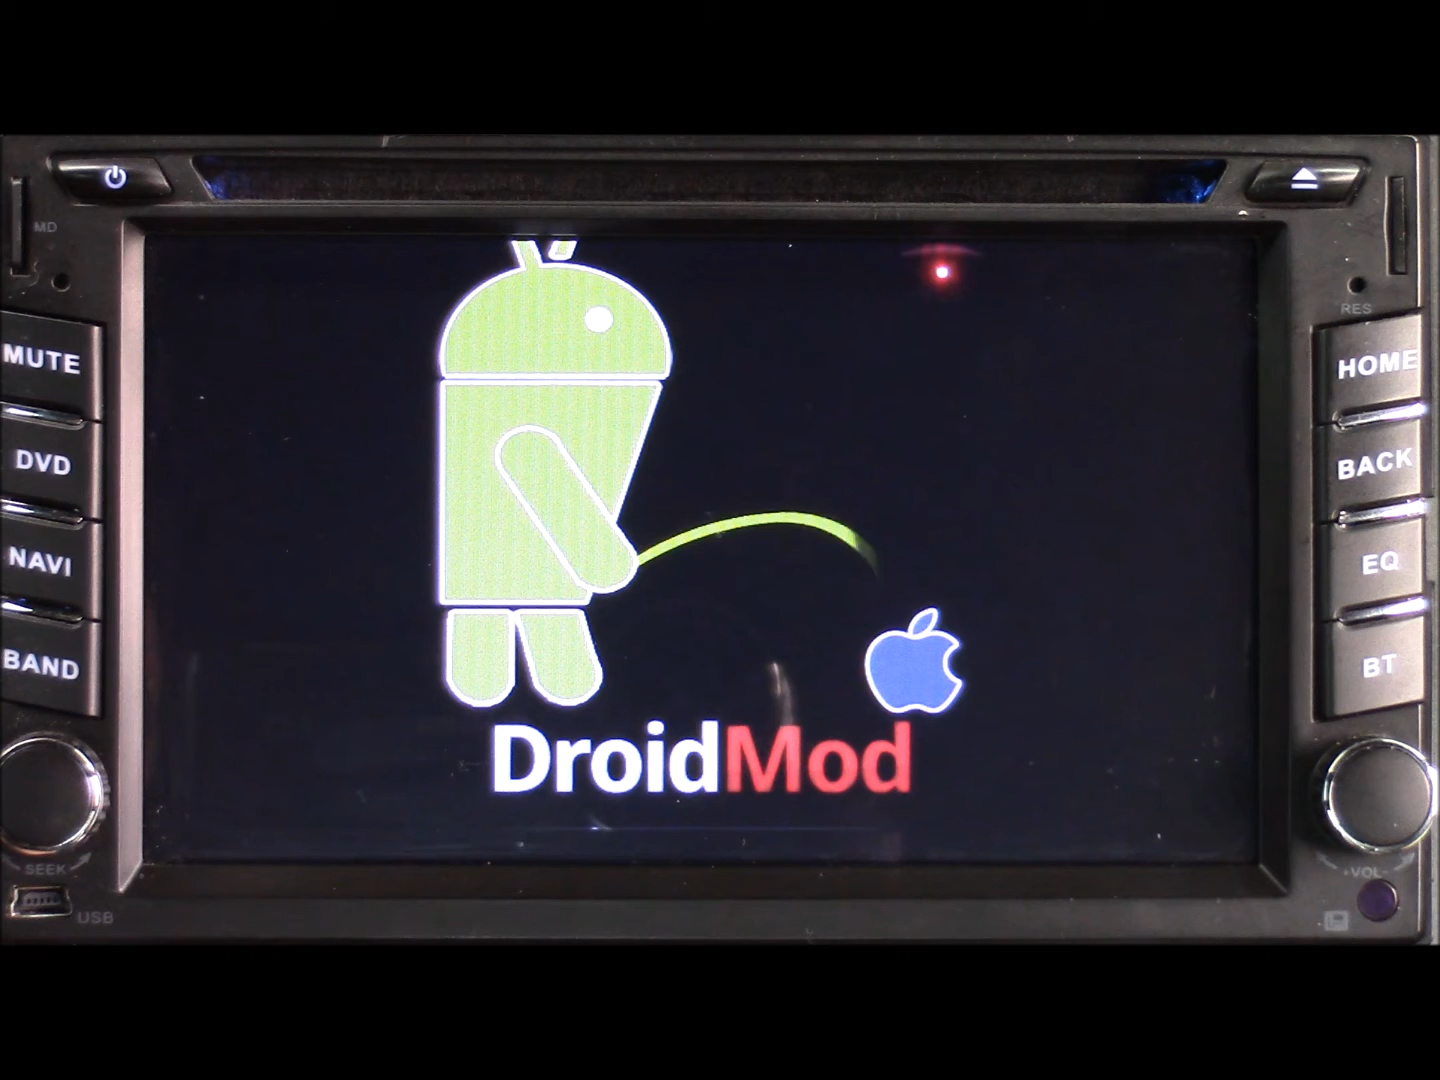 MD
RES
MUTE
HOME
DVD
BACK
NAVI
EQ
BAND
BT
DroidMod
SEEK
-VOL-
USB